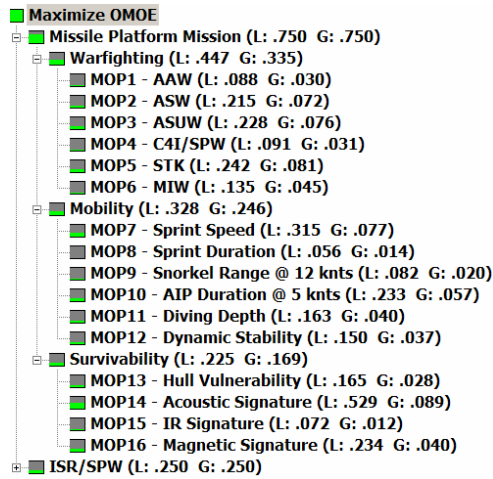 Maximize OMOE
Missile Platform Mission (L: .750 G: .750)
Warfighting (L: .447 G: .335)
MOP1 - AAW (L: .088 G: .030)
MOP2 - ASW (L: .215 G: .072)
MOP3 - ASUW (L: .228 G: .076)
MOP4 - C4I/SPW (L: .091 G: .031)
MOP5 - STK (L: .242 G: .081)
MOP6 - MIW (L: .135 G: .045)
Mobility (L: .328 G: .246)
MOP7 - Sprint Speed (L: .315 G: .077)
MOP8 - Sprint Duration (L: .056 G: .014)
MOP9 - Snorkel Range @ 12 knts (L: .082 G: .020)
MOP10 - AIP Duration @ 5 knts (L: .233 G: .057)
MOP11 - Diving Depth (L: .163 G: .040)
MOP12 - Dynamic Stability (L: .150 G: .037)
Survivability (L: .225 G: .169)
MOP13 - Hull Vulnerability (L: .165 G: .028)
MOP14 - Acoustic Signature (L: .529 G: .089)
MOP15 - IR Signature (L: .072 G: .012)
MOP16 - Magnetic Signature (L: .234 G: .040)
ISR/SPW (L: .250 G: .250)